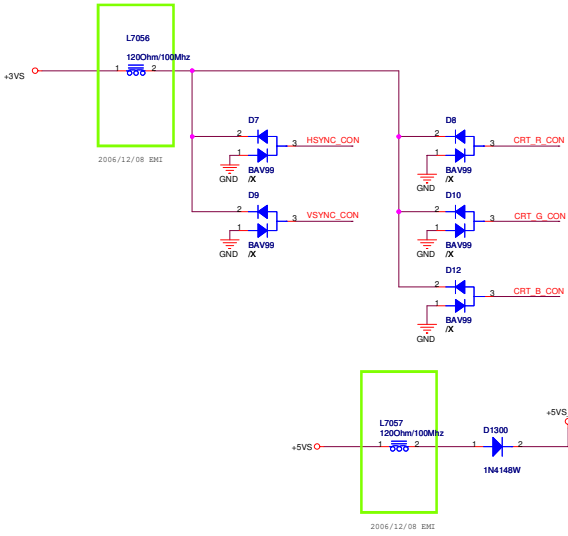 L7056
120Ohm/100Mhz
+3VS
1 2
2006/12/08 EMI
D7
2
1
3
HSYNC_CON
GND
BAV99
/X
D9
2
1
3
VSYNC_CON
GND
BAV99
/X
D8
2
1
3
CRT_R_CON
GND
BAV99
/X
D10
2
1
3
CRT_G_CON
GND
BAV99
/X
D12
2
1
3
CRT_B_CON
GND
BAV99
/X
L7057
120Ohm/100Mhz
+5VS
1 2
2006/12/08 EMI
D1300
1 2
1N4148W
+5VS_